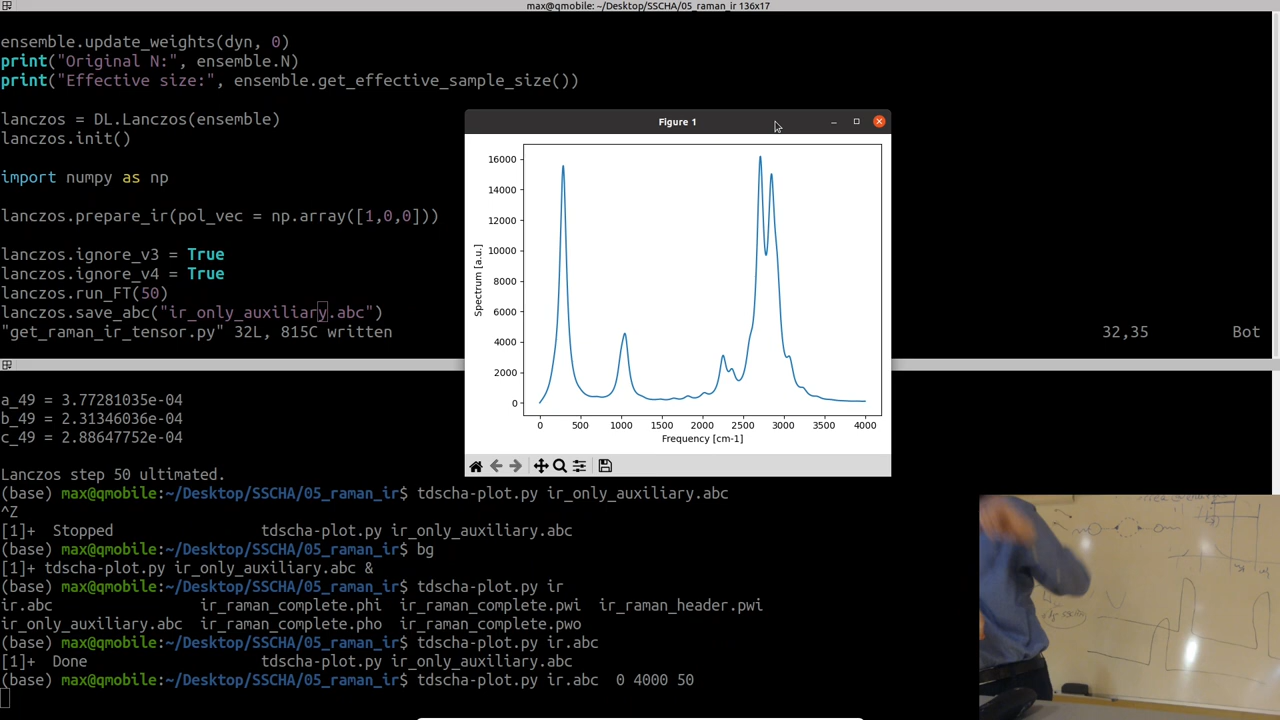 max@qmobile: ~/Desktop/SSCHA/05_raman_ir 136x17
ensemble.update_weights(dyn, 0)
print("Original N:", ensemble.N)
print("Effective size:", ensemble.get_effective_sample_size())
lanczos = DL.Lanczos(ensemble)
lanczos.init()
import numpy as np
lanczos.prepare_ir(pol_vec = np.array([1,0,0]))
lanczos.ignore_v3 = True
lanczos.ignore_v4 = True
lanczos.run_FT(50)
lanczos.save_abc("ir_only_auxiliary.abc")
"get_raman_ir_tensor.py" 32L, 815C written
32,35
Bot
Figure 1
Spectrum [a.u.]
16000
14000
12000
10000
8000
6000
4000
2000
0
0 500 1000 1500 2000 2500 3000 3500 4000
Frequency [cm-1]
a_49 = 3.77281035e-04
b_49 = 2.31346036e-04
c_49 = 2.88647752e-04
Lanczos step 50 ultimated.
(base) max@qmobile:~/Desktop/SSCHA/05_raman_ir$ tdscha-plot.py ir_only_auxiliary.abc
^Z
[1]+  Stopped                 tdscha-plot.py ir_only_auxiliary.abc
(base) max@qmobile:~/Desktop/SSCHA/05_raman_ir$ bg
[1]+ tdscha-plot.py ir_only_auxiliary.abc &
(base) max@qmobile:~/Desktop/SSCHA/05_raman_ir$ tdscha-plot.py ir
ir.abc                 ir_raman_complete.phi  ir_raman_complete.pwi  ir_raman_header.pwi
ir_only_auxiliary.abc  ir_raman_complete.pho  ir_raman_complete.pwo
(base) max@qmobile:~/Desktop/SSCHA/05_raman_ir$ tdscha-plot.py ir.abc
[1]+  Done                    tdscha-plot.py ir_only_auxiliary.abc
(base) max@qmobile:~/Desktop/SSCHA/05_raman_ir$ tdscha-plot.py ir.abc  0 4000 50